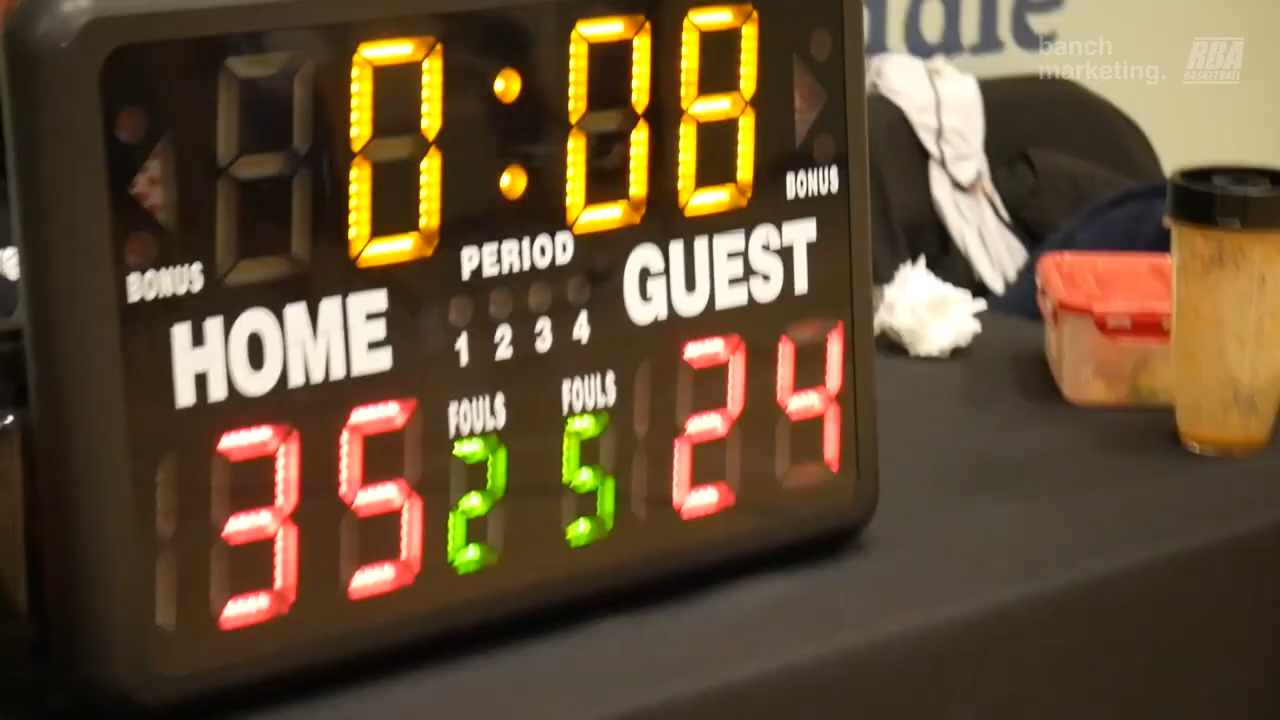 dle
banch
marketing.
RBA
BASKETBALL
0:08
BONUS
BONUS
PERIOD
HOME
GUEST
1 2 3 4
FOULS
FOULS
35
2
5
24